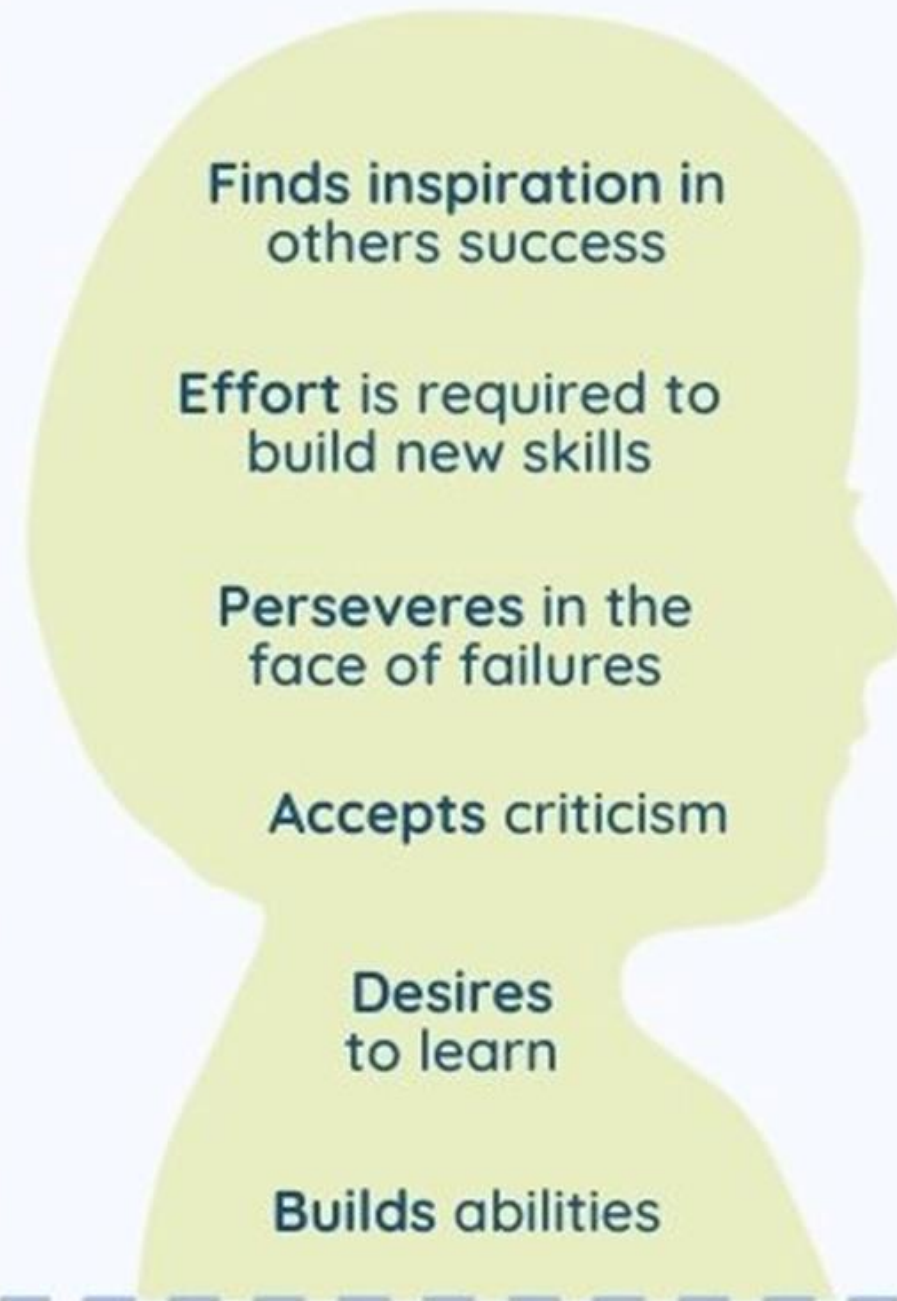 Finds inspiration in
others success
Effort is required to
build new skills
Perseveres in the
face of failures
Accepts criticism
Desires
to learn
Builds abilities